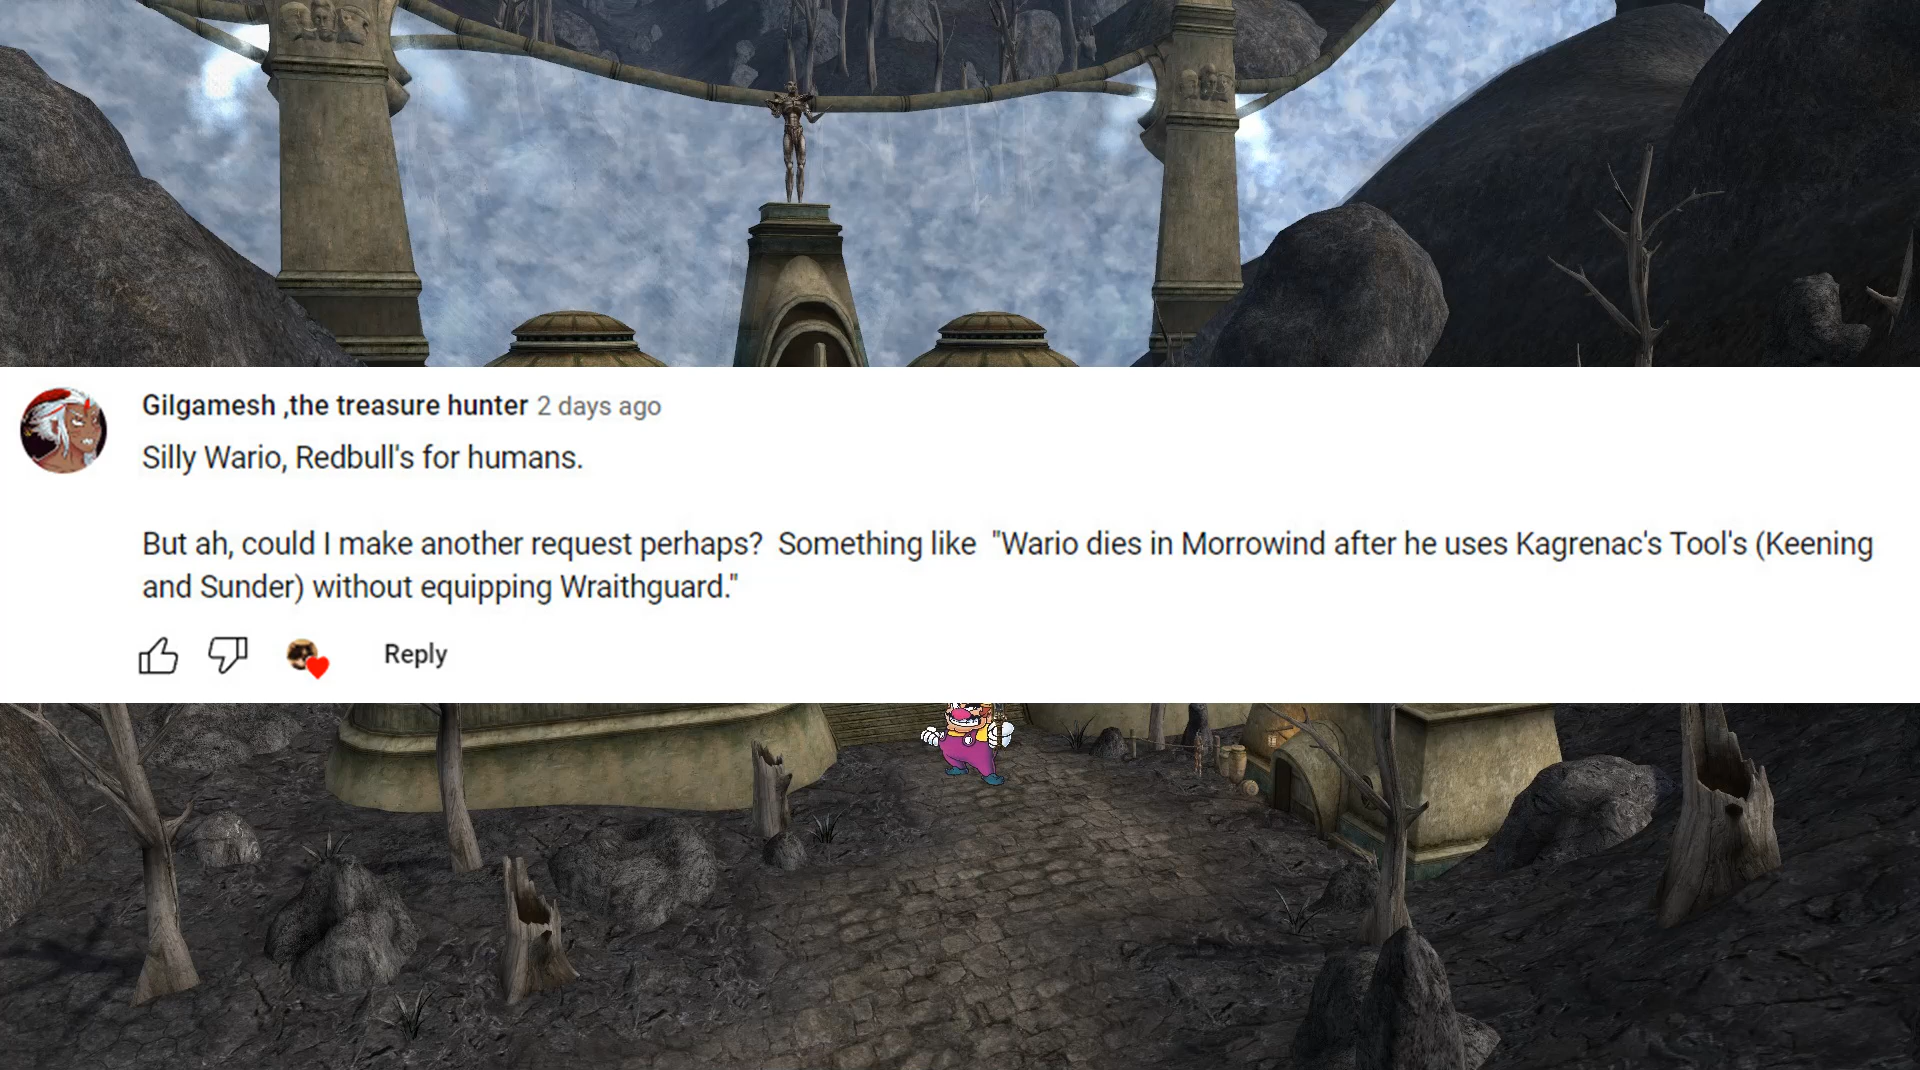 Gilgamesh ,the treasure hunter 2 days ago
Silly Wario, Redbull's for humans.
But ah, could I make another request perhaps?  Something like  "Wario dies in Morrowind after he uses Kagrenac's Tool's (Keening
and Sunder) without equipping Wraithguard."
Reply